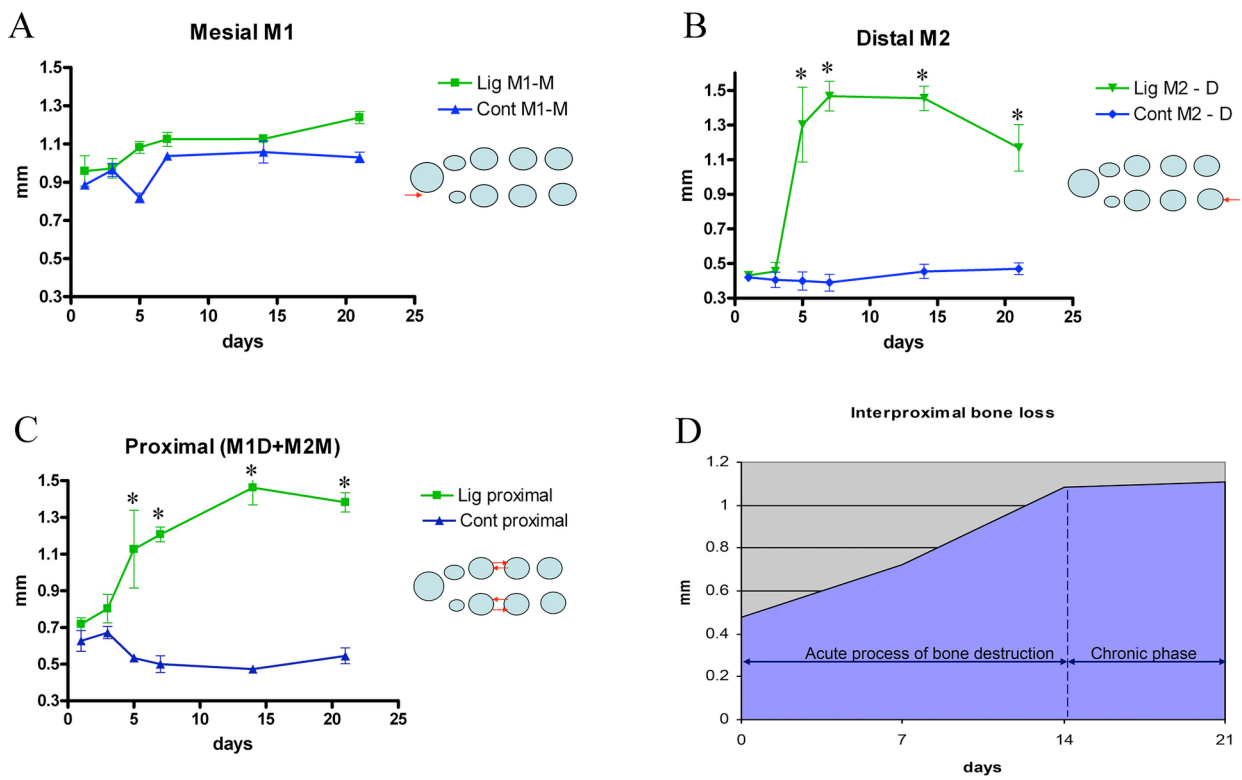 A
Mesial M1
Lig M1-M
Cont M1-M
mm
1.5
1.3
1.1
0.9
0.7
0.5
0.3
0 5 10 15 20 25
days
B
Distal M2
* * * *
Lig M2 - D
Cont M2 - D
mm
1.5
1.3
1.1
0.9
0.7
0.5
0.3
0 5 10 15 20 25
days
C
Proximal (M1D+M2M)
* * * *
Lig proximal
Cont proximal
mm
1.5
1.3
1.1
0.9
0.7
0.5
0.3
0 5 10 15 20 25
days
D
Interproximal bone loss
mm
1.2
1
0.8
0.6
0.4
0.2
0
Acute process of bone destruction Chronic phase
0 7 14 21
days